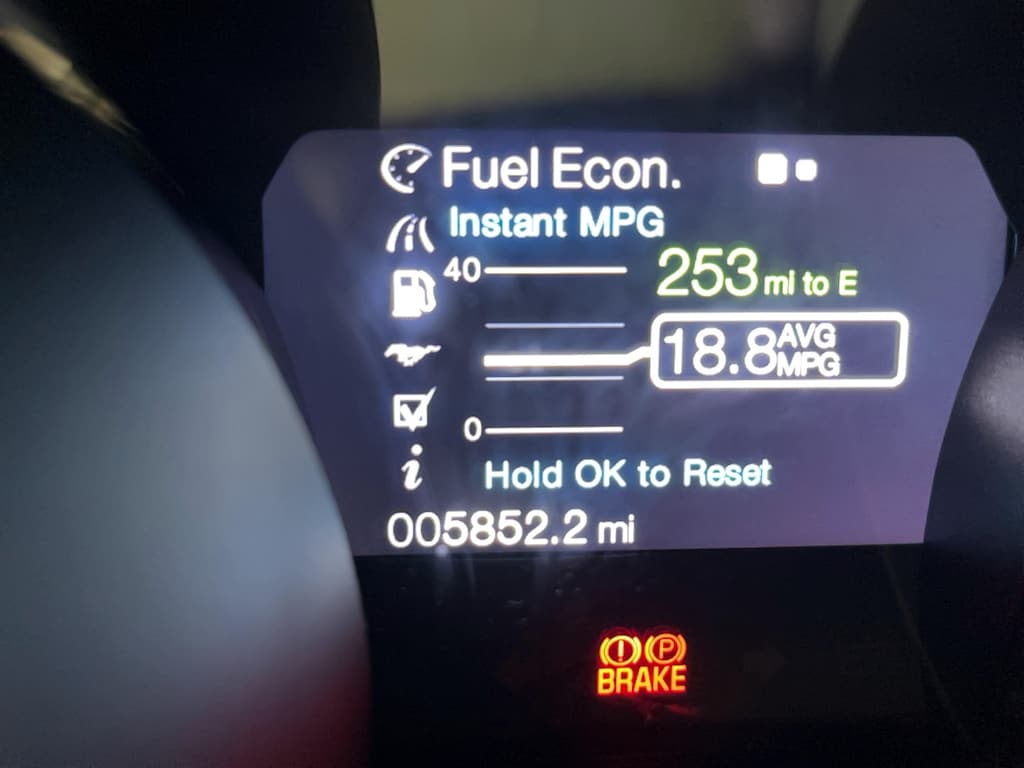 Fuel Econ.
Instant MPG
40
253 mi to E
18.8 AVG MPG
0
Hold OK to Reset
005852.2 mi
! P
BRAKE